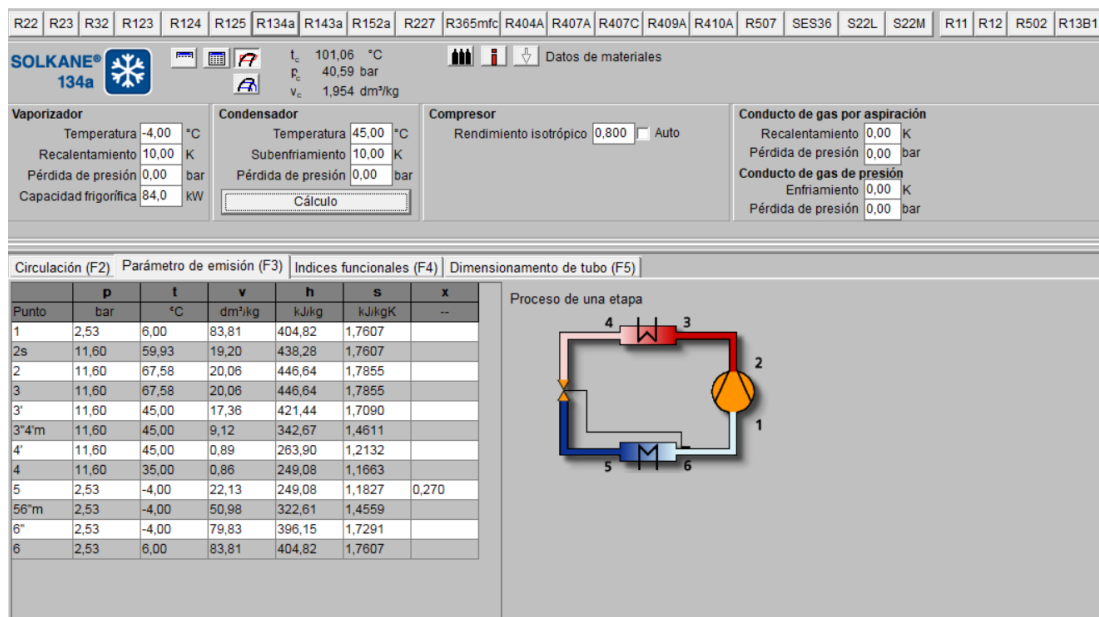 R22 R23 R32 R123 R124 R125 R134a R143a R152a R227 R365mfc R404A R407A R407C R409A R410A R507 SES36 S22L S22M R11 R12 R502 R13B1
SOLKANE®
134a
tc 101,06 °C
pc 40,59 bar
vc 1,954 dm³/kg
Datos de materiales
Vaporizador
Temperatura -4,00 °C
Recalentamiento 10,00 K
Pérdida de presión 0,00 bar
Capacidad frigorífica 84,0 kW
Condensador
Temperatura 45,00 °C
Subenfriamiento 10,00 K
Pérdida de presión 0,00 bar
Cálculo
Compresor
Rendimiento isotrópico 0,800 Auto
Conducto de gas por aspiración
Recalentamiento 0,00 K
Pérdida de presión 0,00 bar
Conducto de gas de presión
Enfriamiento 0,00 K
Pérdida de presión 0,00 bar
Circulación (F2) Parámetro de emisión (F3) Indices funcionales (F4) Dimensionamento de tubo (F5)
p t v h s x
Punto bar °C dm³/kg kJ/kg kJ/kgK --
1 2,53 6,00 83,81 404,82 1,7607
2s 11,60 59,93 19,20 438,28 1,7607
2 11,60 67,58 20,06 446,64 1,7855
3 11,60 67,58 20,06 446,64 1,7855
3' 11,60 45,00 17,36 421,44 1,7090
3"4'm 11,60 45,00 9,12 342,67 1,4611
4' 11,60 45,00 0,89 263,90 1,2132
4 11,60 35,00 0,86 249,08 1,1663
5 2,53 -4,00 22,13 249,08 1,1827 0,270
56"m 2,53 -4,00 50,98 322,61 1,4559
6" 2,53 -4,00 79,83 396,15 1,7291
6 2,53 6,00 83,81 404,82 1,7607
Proceso de una etapa
4 3
2
1
5 6